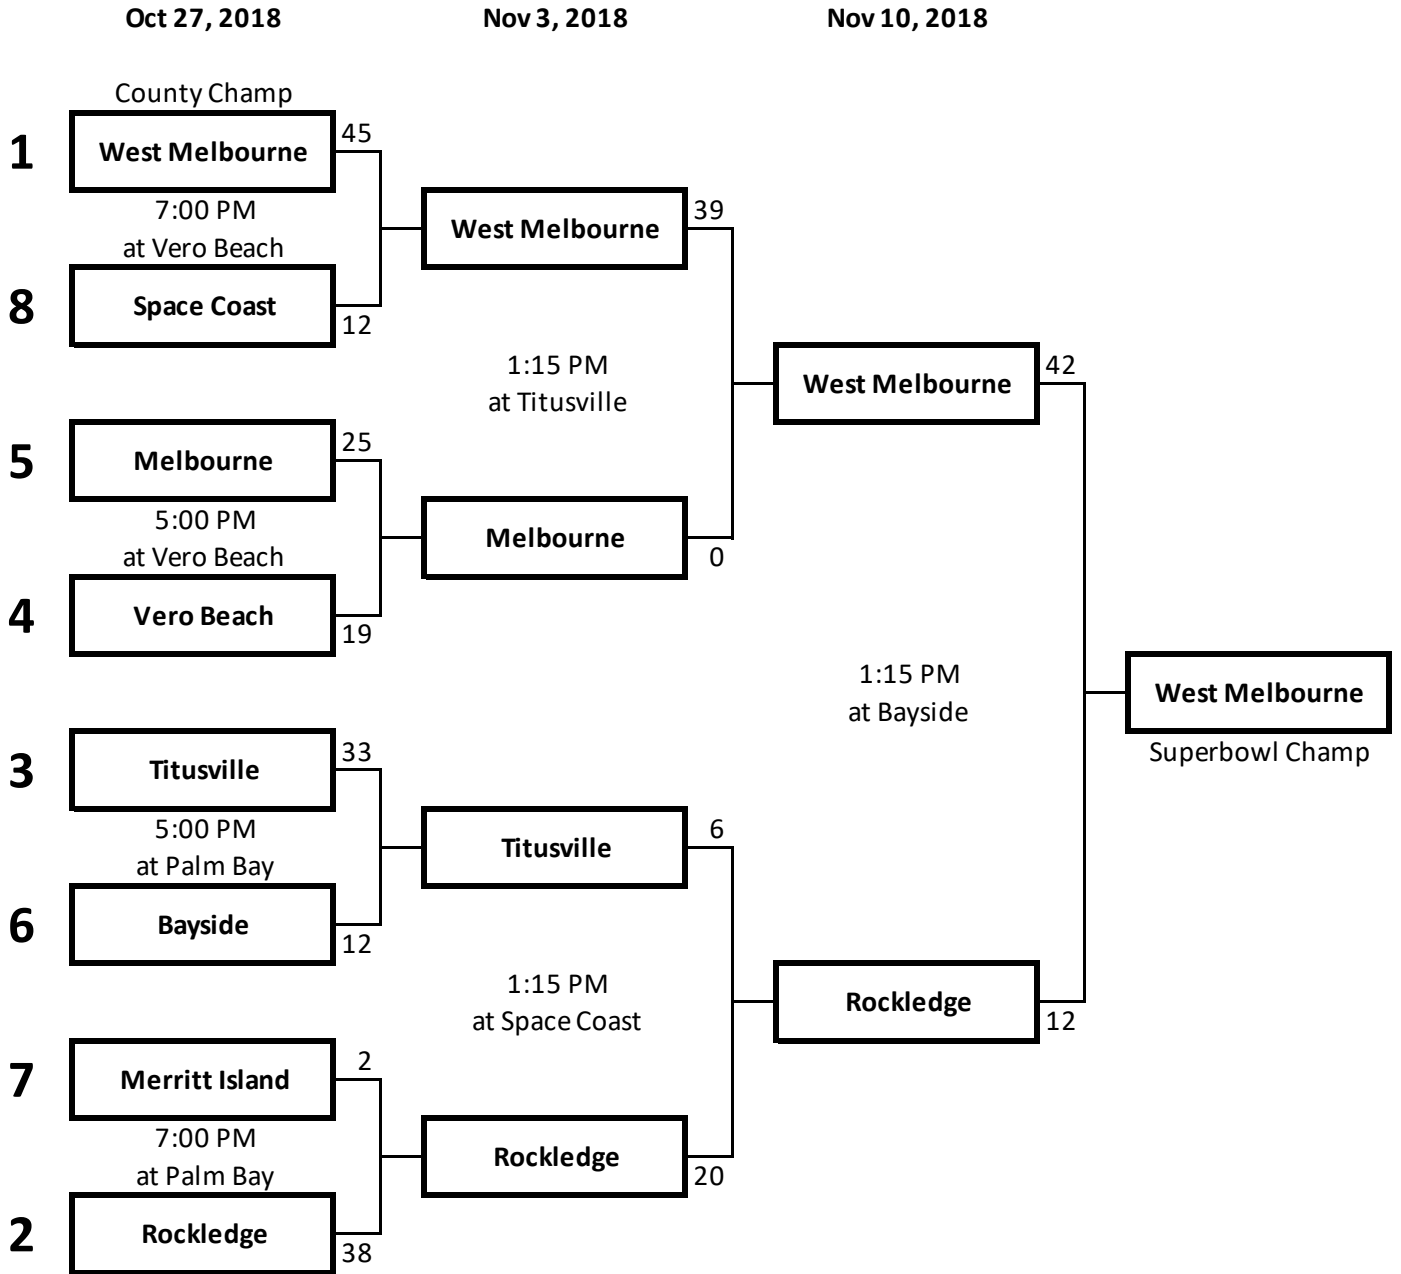 Oct 27, 2018
Nov 3, 2018
Nov 10, 2018
County Champ
1
West Melbourne
45
7:00 PM
at Vero Beach
8
Space Coast
12
5
Melbourne
25
5:00 PM
at Vero Beach
4
Vero Beach
19
3
Titusville
33
5:00 PM
at Palm Bay
6
Bayside
12
7
Merritt Island
2
7:00 PM
at Palm Bay
2
Rockledge
38
West Melbourne
39
1:15 PM
at Titusville
Melbourne
0
Titusville
6
1:15 PM
at Space Coast
Rockledge
20
West Melbourne
42
1:15 PM
at Bayside
Rockledge
12
West Melbourne
Superbowl Champ